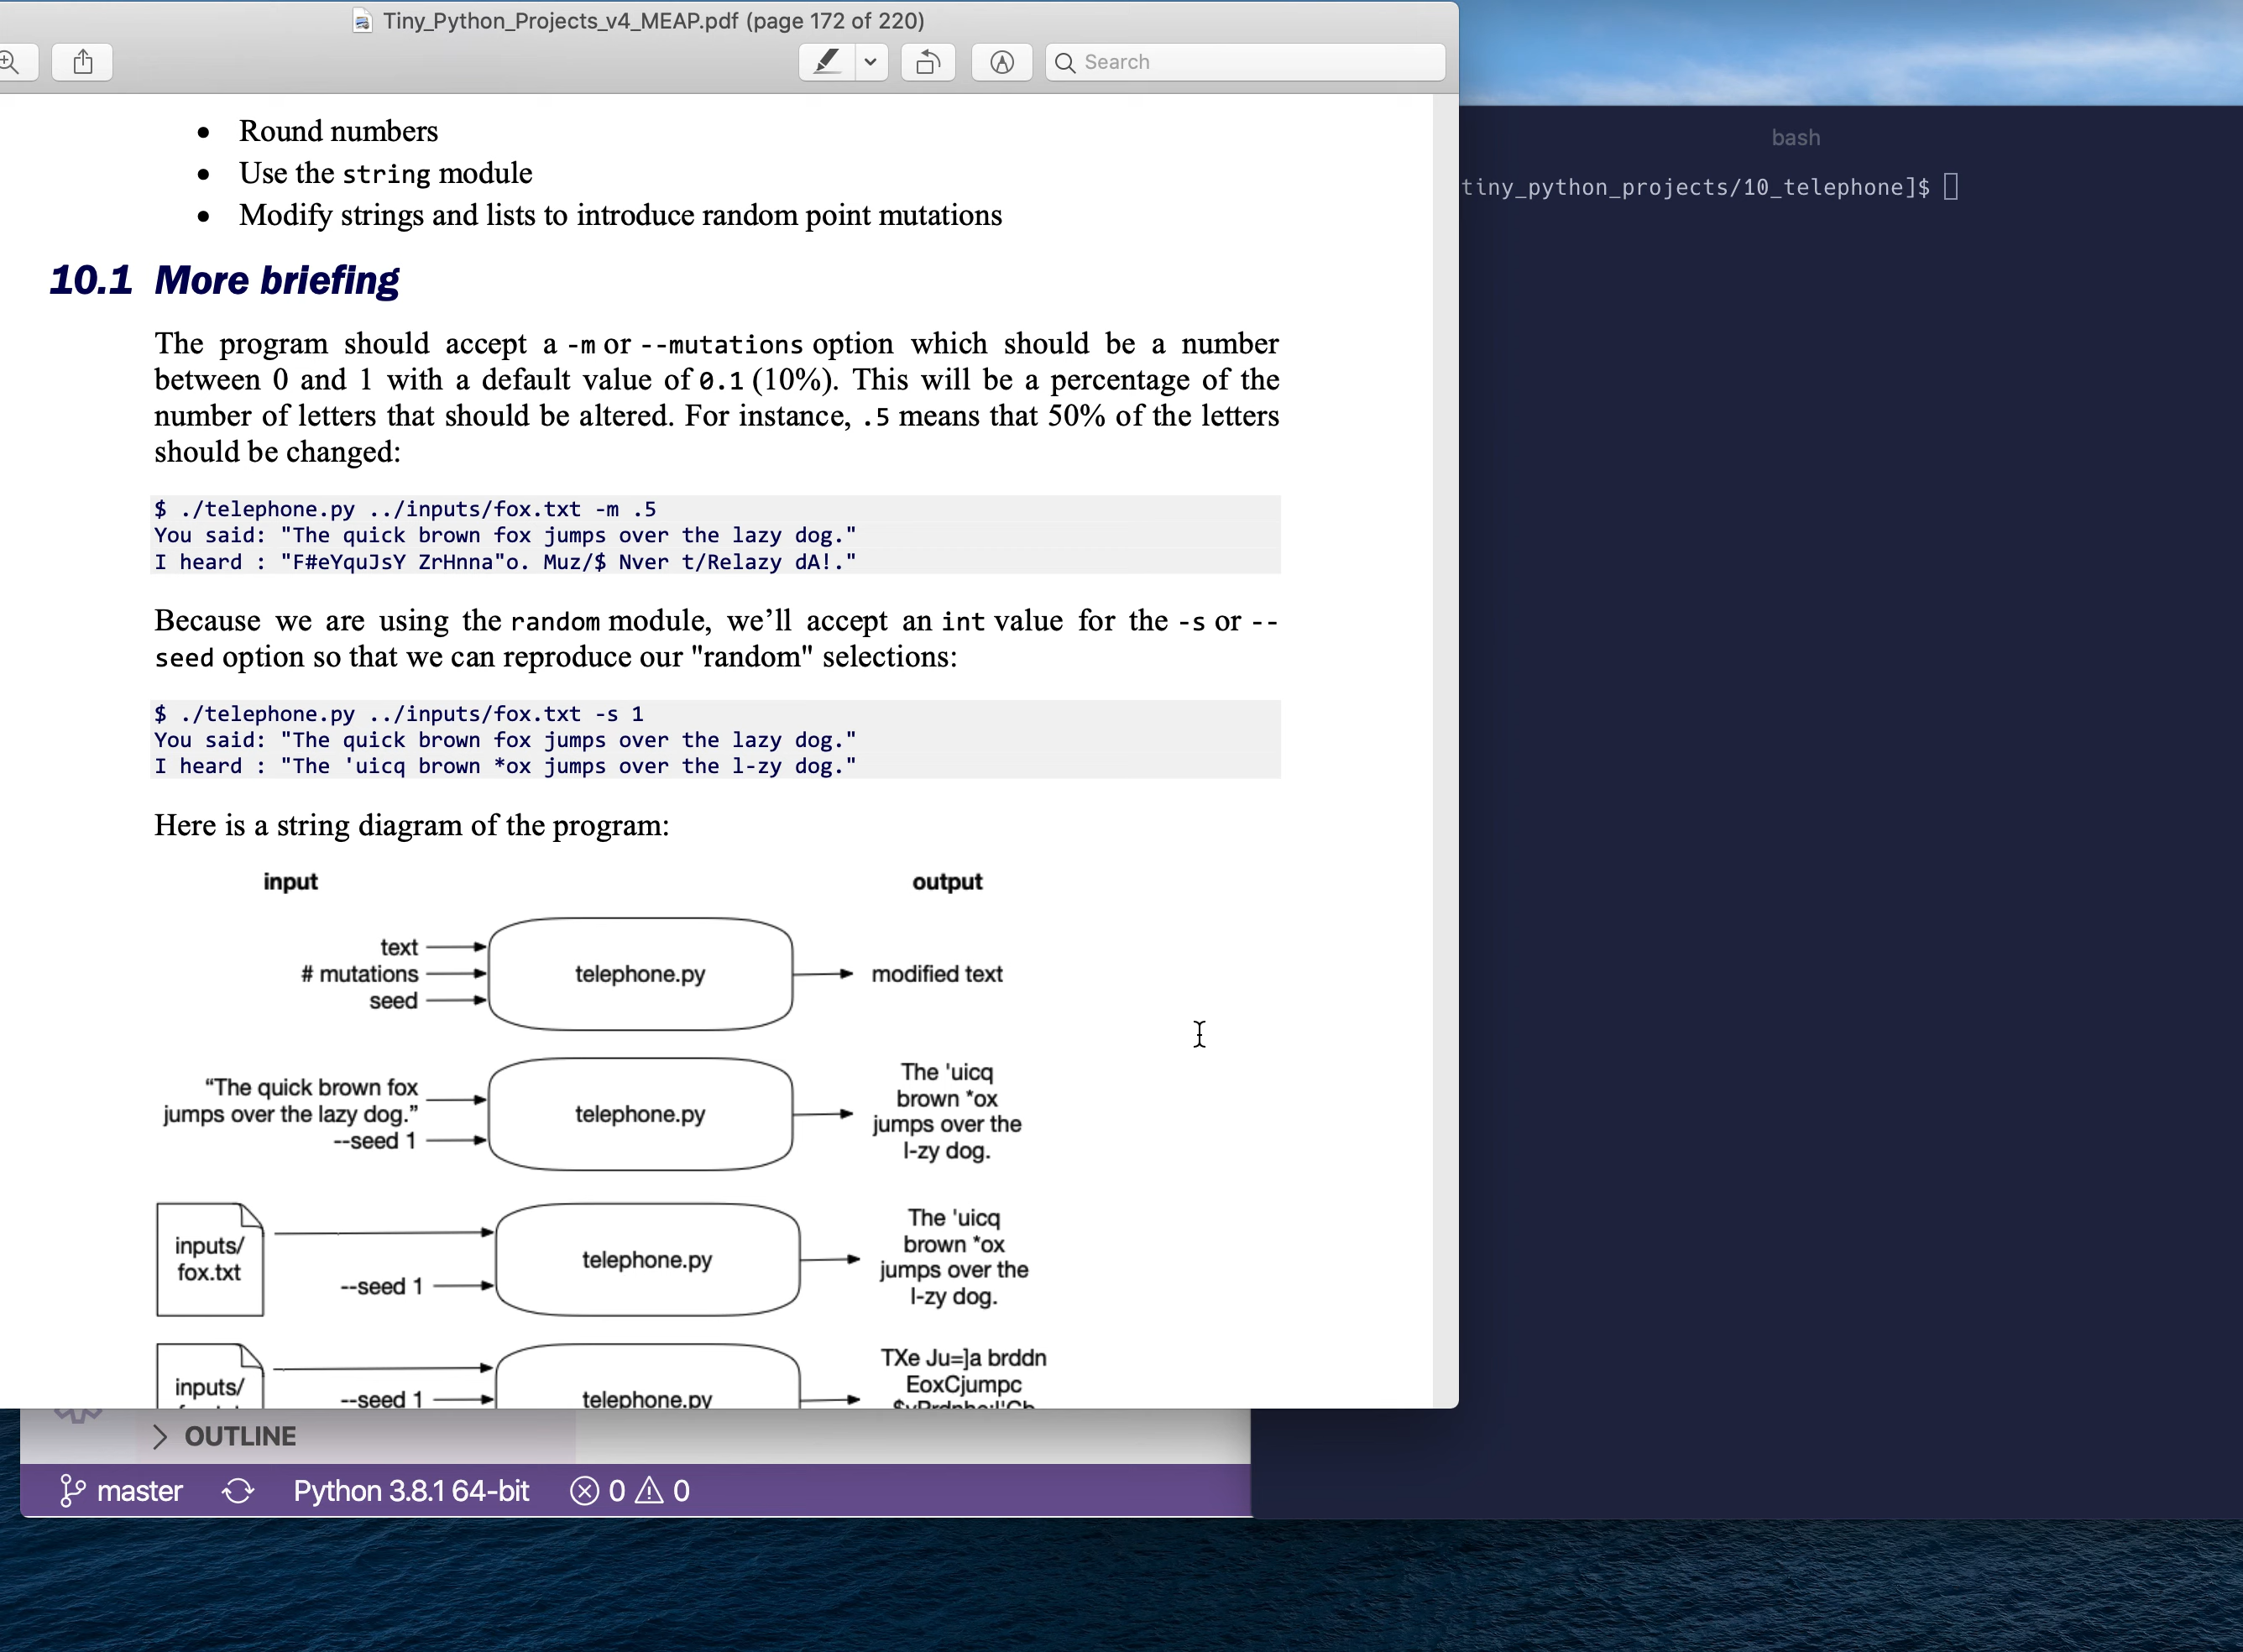 Tiny_Python_Projects_v4_MEAP.pdf (page 172 of 220)
Search
• Round numbers
• Use the string module
• Modify strings and lists to introduce random point mutations
10.1 More briefing
The program should accept a -m or --mutations option which should be a number
between 0 and 1 with a default value of 0.1 (10%). This will be a percentage of the
number of letters that should be altered. For instance, .5 means that 50% of the letters
should be changed:
$ ./telephone.py ../inputs/fox.txt -m .5
You said: "The quick brown fox jumps over the lazy dog."
I heard : "F#eYquJsY ZrHnna"o. Muz/$ Nver t/Relazy dA!."
Because we are using the random module, we’ll accept an int value for the -s or --
seed option so that we can reproduce our "random" selections:
$ ./telephone.py ../inputs/fox.txt -s 1
You said: "The quick brown fox jumps over the lazy dog."
I heard : "The 'uicq brown *ox jumps over the l-zy dog."
Here is a string diagram of the program:
input
output
text
# mutations
seed
telephone.py
modified text
“The quick brown fox
jumps over the lazy dog.”
--seed 1
telephone.py
The 'uicq
brown *ox
jumps over the
l-zy dog.
inputs/
fox.txt
--seed 1
telephone.py
The 'uicq
brown *ox
jumps over the
l-zy dog.
inputs/
--seed 1
telephone.py
TXe Ju=]a brddn
EoxCjumpc
OUTLINE
master
Python 3.8.1 64-bit
0
0
bash
tiny_python_projects/10_telephone]$